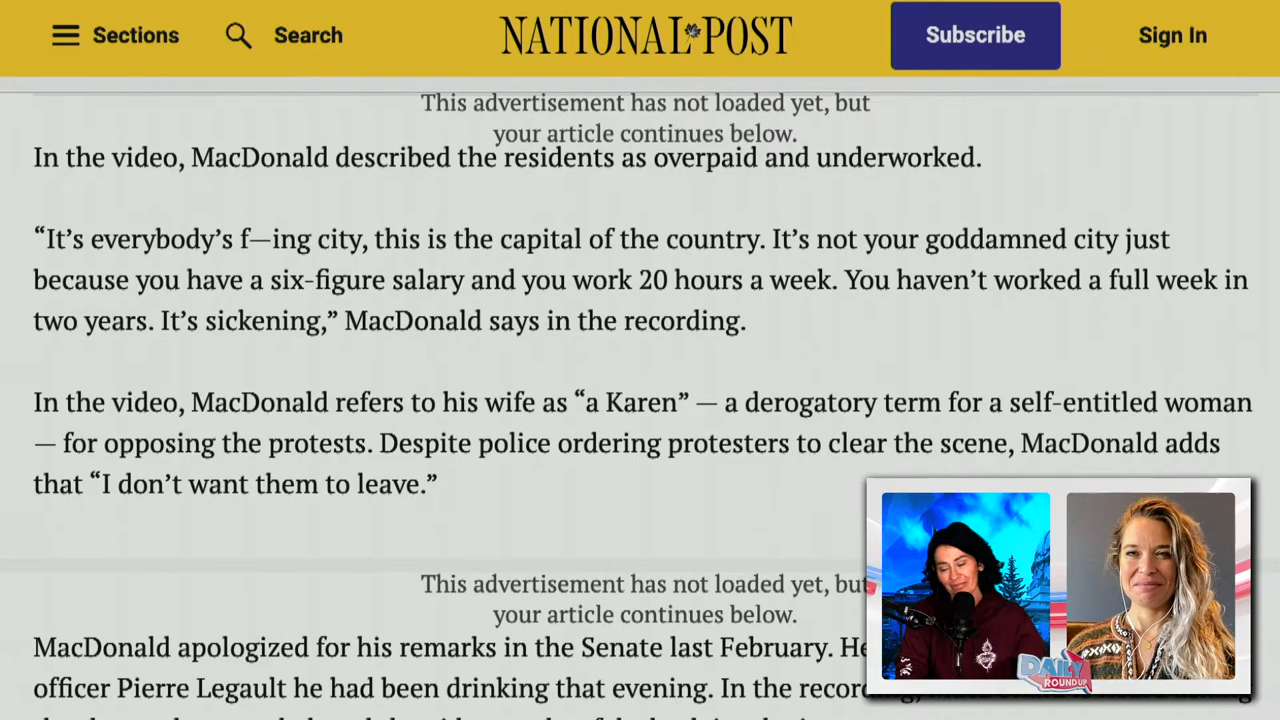 Sections
Search
NATIONAL POST
Subscribe
Sign In
This advertisement has not loaded yet, but
your article continues below.
In the video, MacDonald described the residents as overpaid and underworked.
“It’s everybody’s f—ing city, this is the capital of the country. It’s not your goddamned city just
because you have a six-figure salary and you work 20 hours a week. You haven’t worked a full week in
two years. It’s sickening,” MacDonald says in the recording.
In the video, MacDonald refers to his wife as “a Karen” — a derogatory term for a self-entitled woman
— for opposing the protests. Despite police ordering protesters to clear the scene, MacDonald adds
that “I don’t want them to leave.”
This advertisement has not loaded yet, but
your article continues below.
MacDonald apologized for his remarks in the Senate last February. He
officer Pierre Legault he had been drinking that evening. In the
DAILY
ROUNDUP